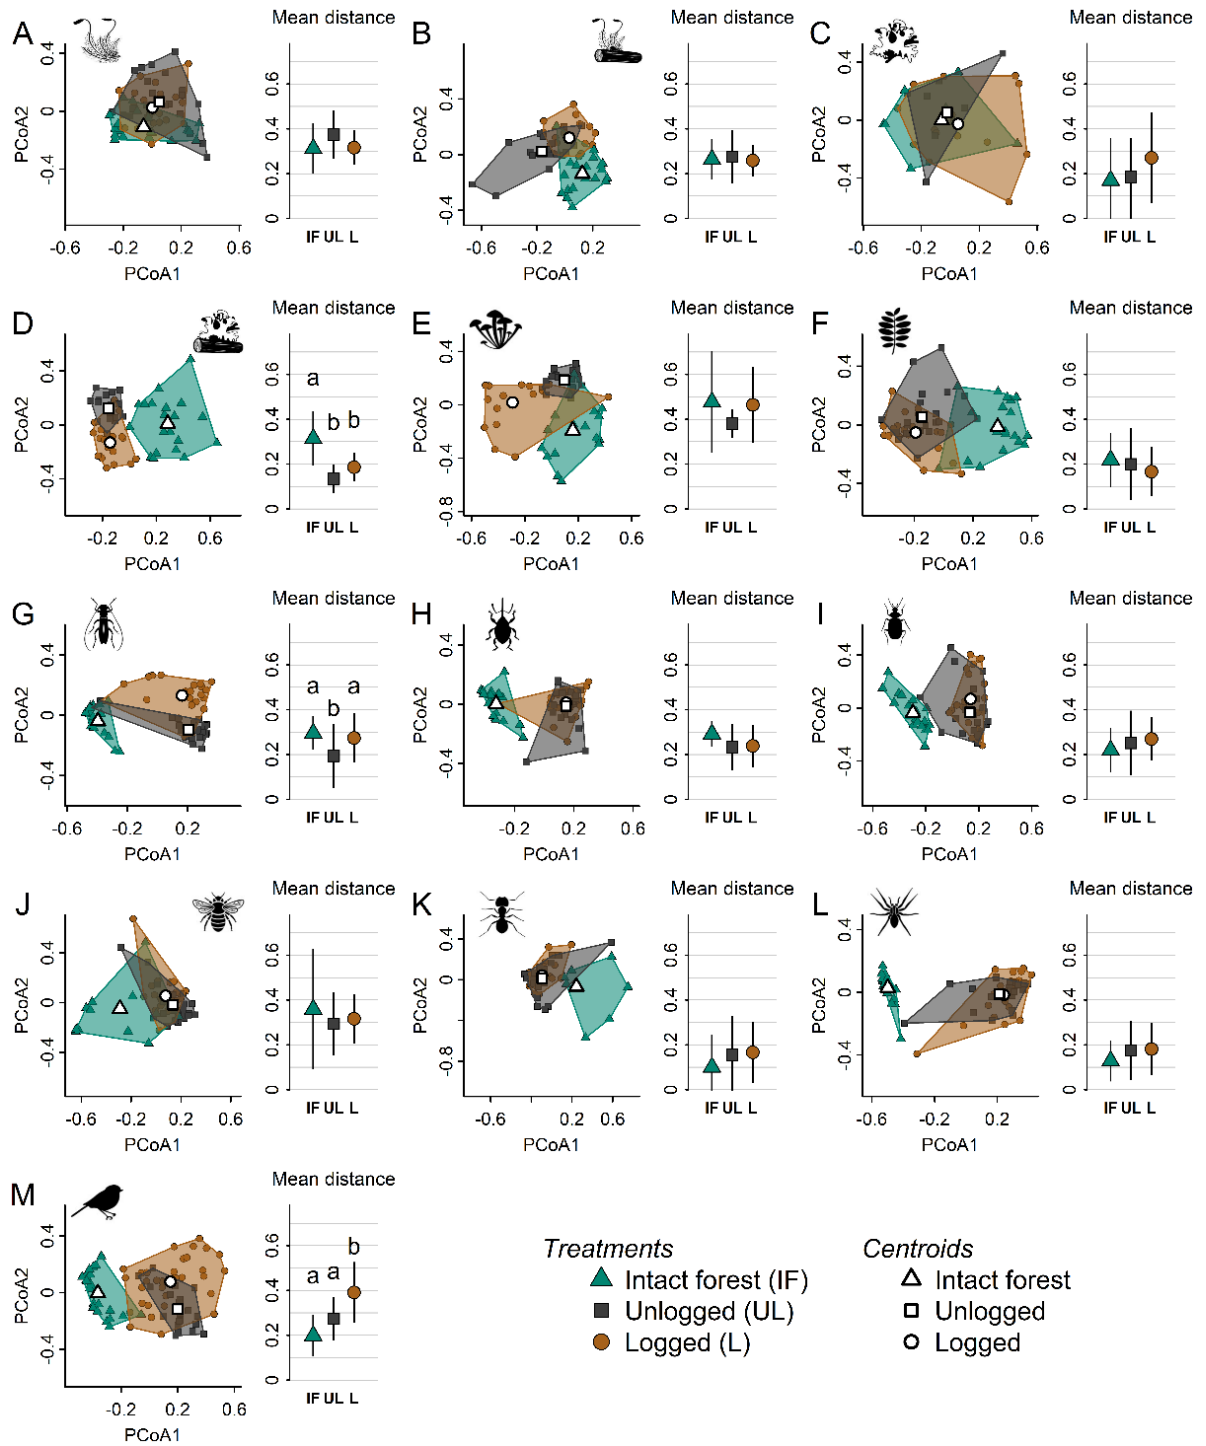 A
Mean distance
PCoA2
-0.4 0 0.4
-0.6 -0.2 0.2 0.6
PCoA1
0 0.2 0.4 0.6
IF UL L
B
Mean distance
PCoA2
-0.4 0 0.4
-0.6 -0.2 0.2
PCoA1
0 0.2 0.4 0.6
IF UL L
C
Mean distance
PCoA2
-0.4 0 0.4
-0.6 -0.2 0.2 0.6
PCoA1
0 0.2 0.4 0.6
IF UL L
D
Mean distance
PCoA2
-0.4 0 0.4
-0.2 0.2 0.6
PCoA1
0 0.2 0.4 0.6
a
b b
IF UL L
E
Mean distance
PCoA2
-0.8 -0.4 0 0.4
-0.6 -0.2 0.2 0.6
PCoA1
0 0.2 0.4 0.6
IF UL L
F
Mean distance
PCoA2
-0.4 0 0.4
-0.4 0 0.4
PCoA1
0 0.2 0.4 0.6
IF UL L
G
Mean distance
PCoA2
-0.4 0 0.4
-0.6 -0.2 0.2
PCoA1
0 0.2 0.4 0.6
a a
b
IF UL L
H
Mean distance
PCoA2
-0.4 0 0.4
-0.2 0.2 0.6
PCoA1
0 0.2 0.4 0.6
IF UL L
I
Mean distance
PCoA2
-0.4 0 0.4
-0.6 -0.2 0.2 0.6
PCoA1
0 0.2 0.4 0.6
IF UL L
J
Mean distance
PCoA2
-0.4 0 0.4
-0.6 -0.2 0.2 0.6
PCoA1
0 0.2 0.4 0.6
IF UL L
K
Mean distance
PCoA2
-0.8 0 0.4
-0.6 -0.2 0.2 0.6
PCoA1
0 0.2 0.4 0.6
IF UL L
L
Mean distance
PCoA2
-0.4 0 0.4
-0.6 -0.2 0.2
PCoA1
0 0.2 0.4 0.6
IF UL L
M
Mean distance
PCoA2
-0.4 0 0.4
-0.2 0.2 0.6
PCoA1
0 0.2 0.4 0.6
a a b
IF UL L
Treatments
Intact forest (IF)
Unlogged (UL)
Logged (L)
Centroids
Intact forest
Unlogged
Logged